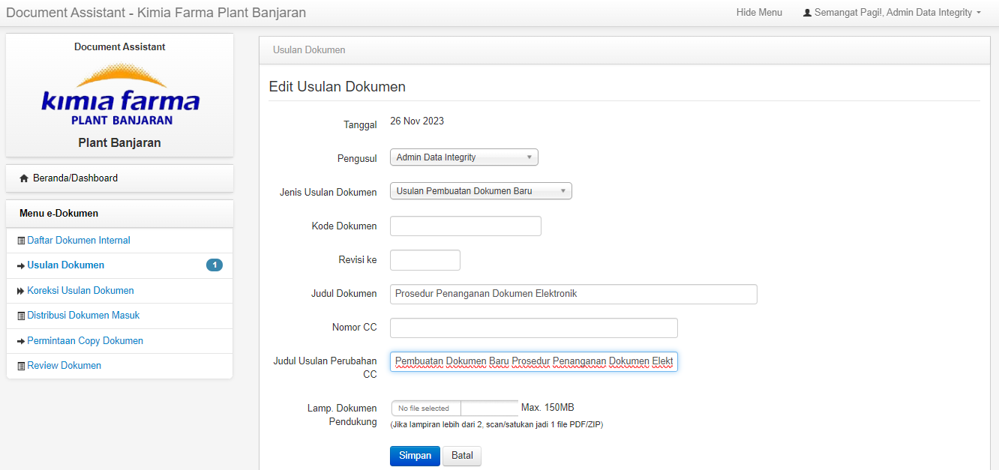 Document Assistant - Kimia Farma Plant Banjaran
Hide Menu
Semangat Pagi!, Admin Data Integrity
Document Assistant
kimia farma
PLANT BANJARAN
Plant Banjaran
Beranda/Dashboard
Menu e-Dokumen
Daftar Dokumen Internal
Usulan Dokumen 1
Koreksi Usulan Dokumen
Distribusi Dokumen Masuk
Permintaan Copy Dokumen
Review Dokumen
Usulan Dokumen
Edit Usulan Dokumen
Tanggal 26 Nov 2023
Pengusul Admin Data Integrity
Jenis Usulan Dokumen Usulan Pembuatan Dokumen Baru
Kode Dokumen
Revisi ke
Judul Dokumen Prosedur Penanganan Dokumen Elektronik
Nomor CC
Judul Usulan Perubahan Pembuatan Dokumen Baru Prosedur Penanganan Dokumen Elekt
CC
Lamp. Dokumen No file selected Max. 150MB
Pendukung (Jika lampiran lebih dari 2, scan/satukan jadi 1 file PDF/ZIP)
Simpan Batal